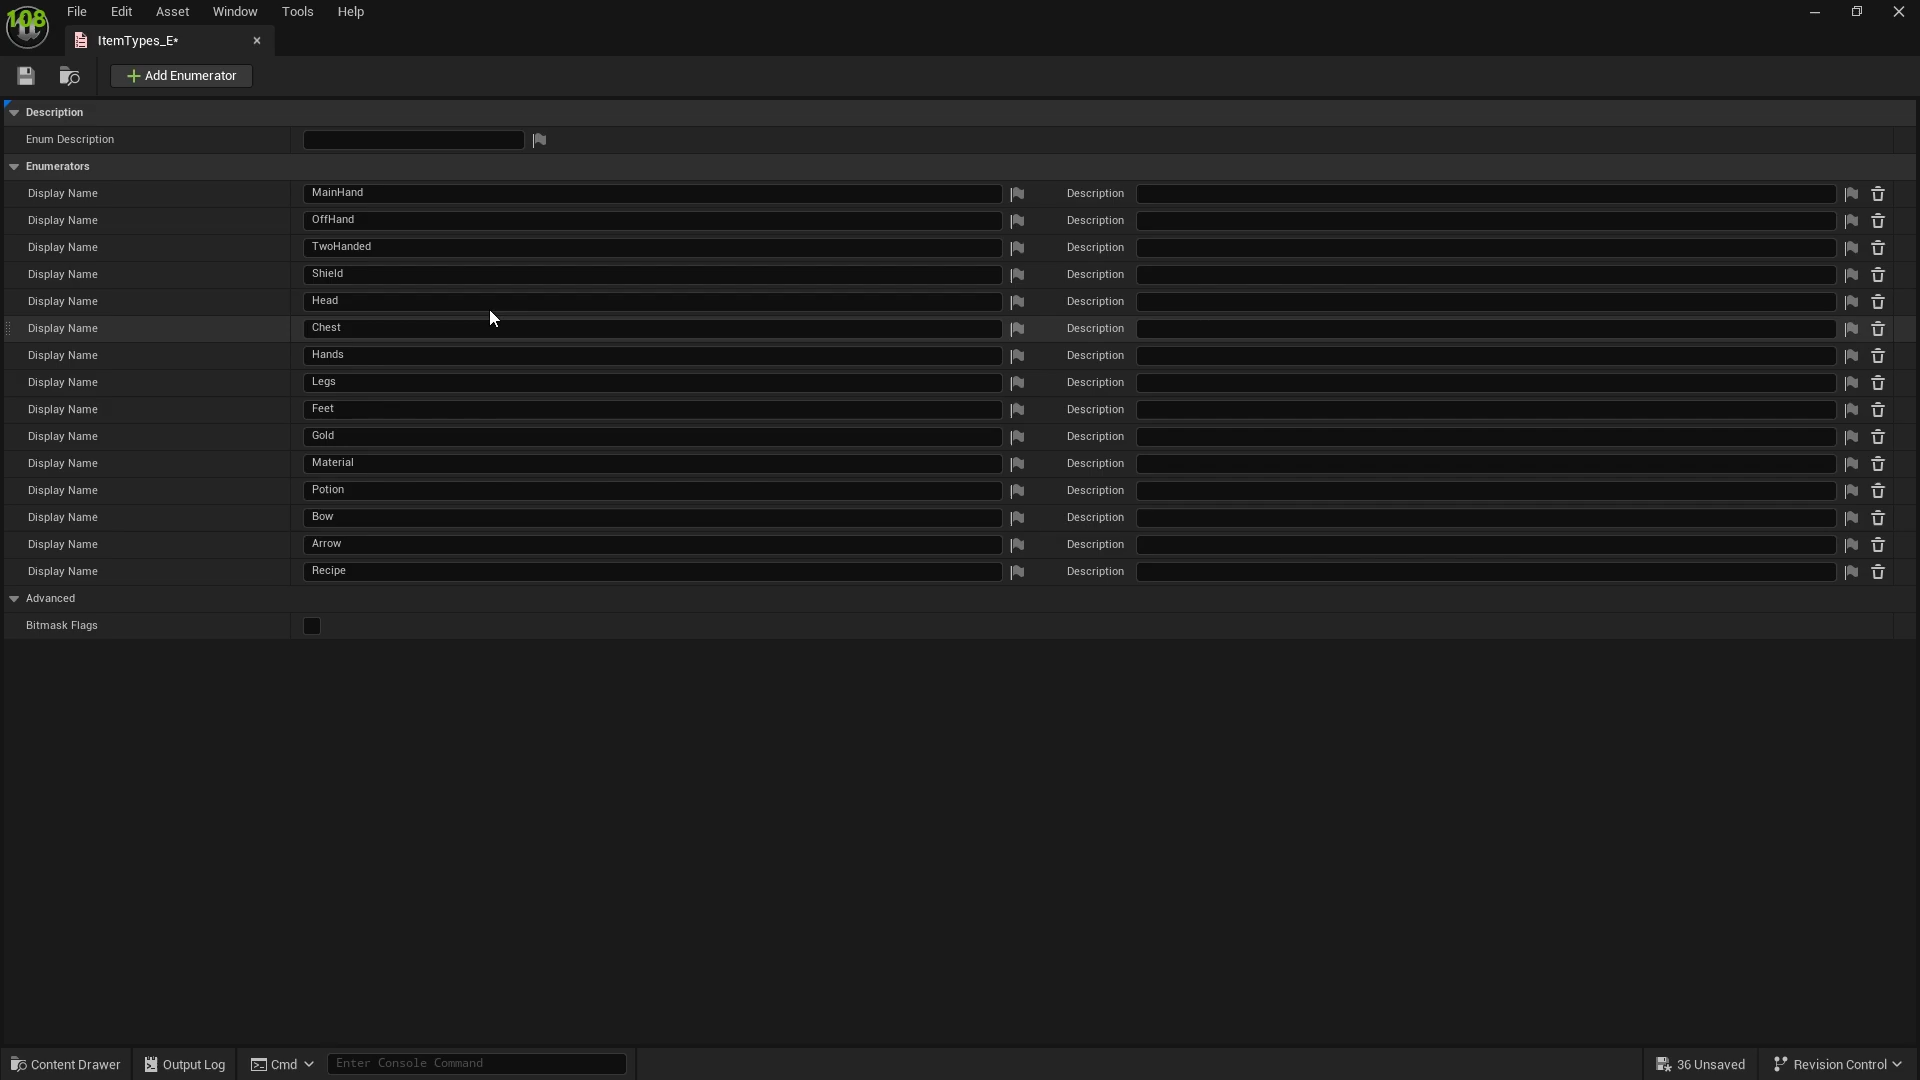 108
File Edit Asset Window Tools Help
ItemTypes_E*
Add Enumerator
Description
Enum Description
Enumerators
Display Name MainHand Description
Display Name OffHand Description
Display Name TwoHanded Description
Display Name Shield Description
Display Name Head Description
Display Name Chest Description
Display Name Hands Description
Display Name Legs Description
Display Name Feet Description
Display Name Gold Description
Display Name Material Description
Display Name Potion Description
Display Name Bow Description
Display Name Arrow Description
Display Name Recipe Description
Advanced
Bitmask Flags
Content Drawer Output Log Cmd Enter Console Command 36 Unsaved Revision Control